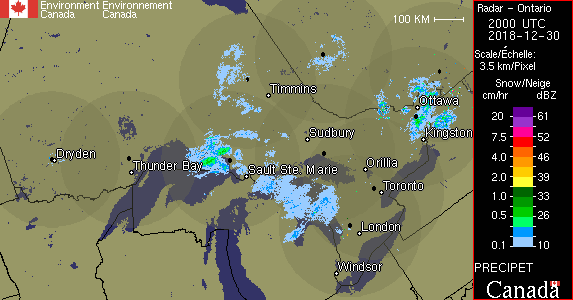 Environment Environnement
Canada Canada
100 KM
Timmins
Ottawa
Sudbury
Kingston
Dryden
Thunder Bay
Sault Ste. Marie
Orillia
Toronto
London
Windsor
Radar - Ontario
2000 UTC
2018-12-30
Scale/Échelle:
3.5 km/Pixel
Snow/Neige
cm/hr dBZ
20 61
7.5 52
4.0 46
2.0 39
1.0 33
0.5 26
0.1 10
PRECIPET
Canada